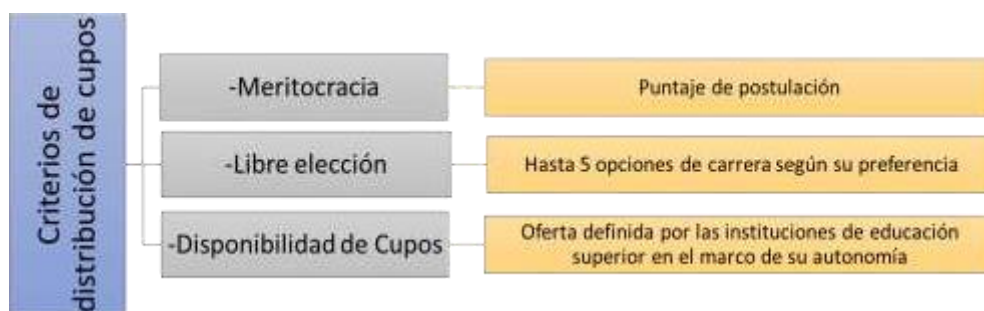 Criterios de
distribución de cupos
-Meritocracia
Puntaje de postulación
-Libre elección
Hasta 5 opciones de carrera según su preferencia
-Disponibilidad de Cupos
Oferta definida por las instituciones de educación
superior en el marco de su autonomía